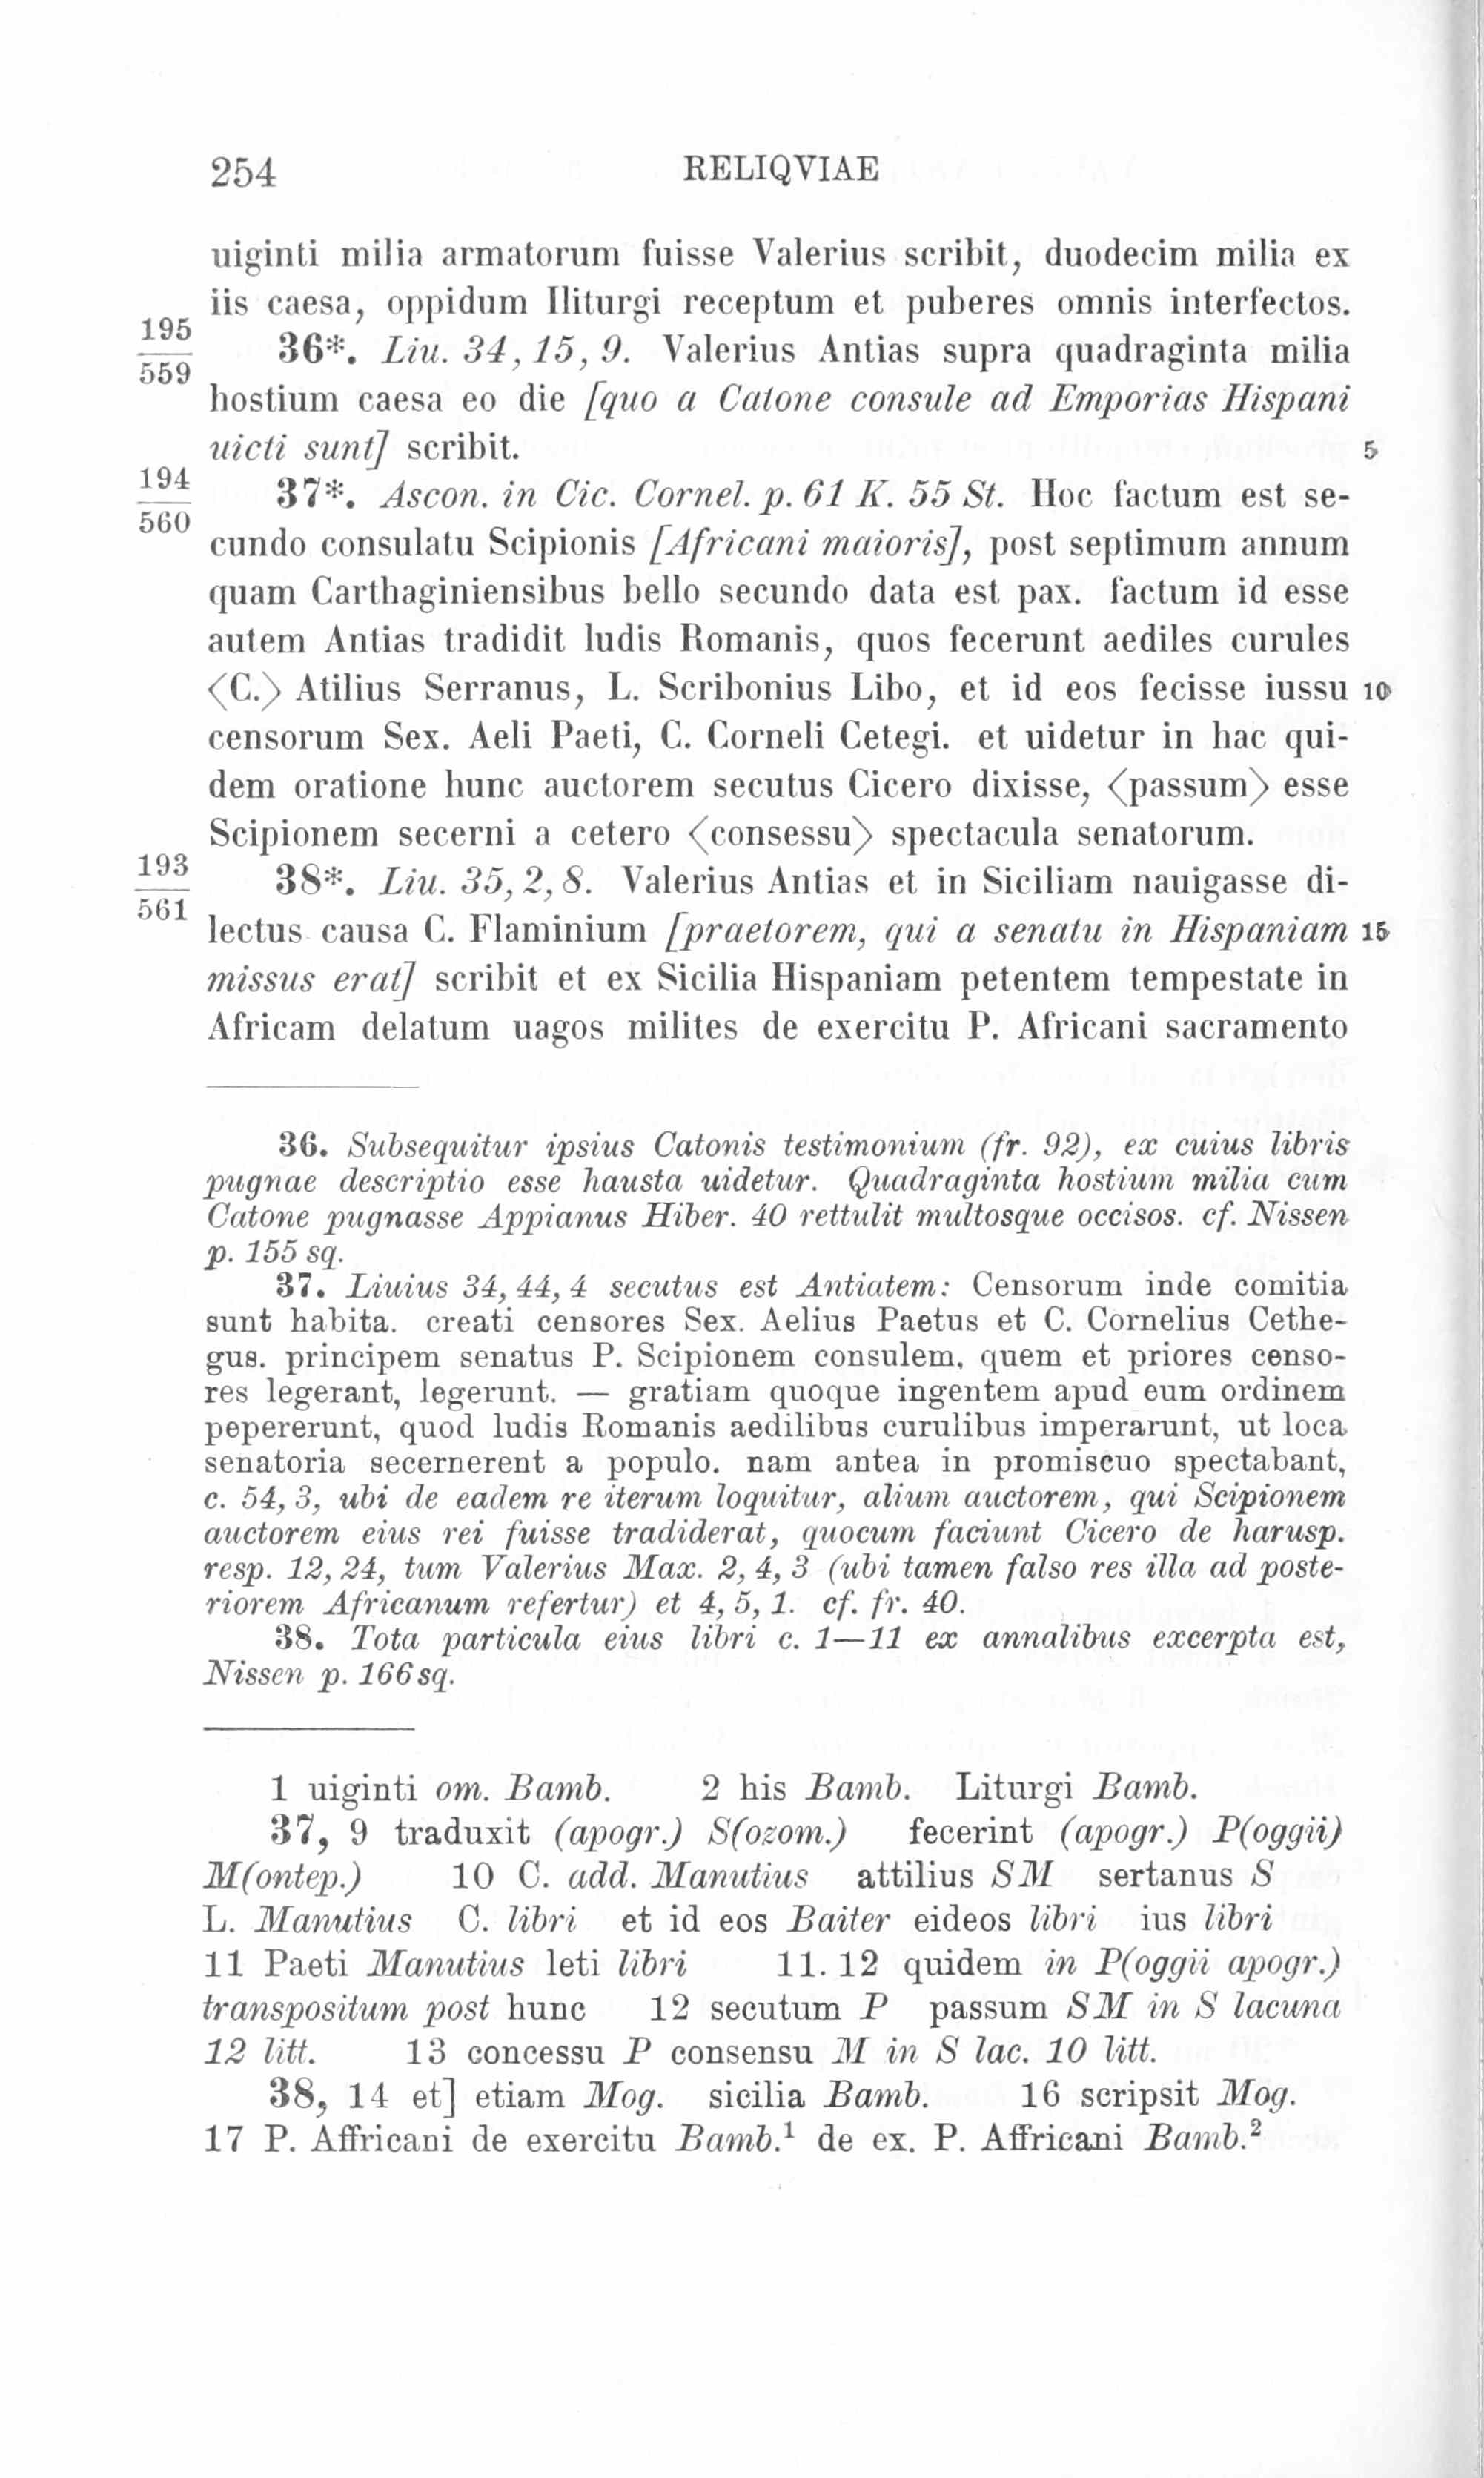 254 RELIQVIAE
uiginti milia armatorum fuisse Valerius scribit, duodecim milia ex
iis caesa, oppidum Iliturgi receptum et puberes omnis interfectos.
195
559
36*. Liu. 34, 15, 9. Valerius Antias supra quadraginta milia
hostium caesa eo die [quo a Catone consule ad Emporias Hispani
uicti sunt] scribit. 5
194
560
37*. Ascon. in Cic. Cornel. p. 61 K. 55 St. Hoc factum est se-
cundo consulatu Scipionis [Africani maioris], post septimum annum
quam Carthaginiensibus bello secundo data est pax. factum id esse
autem Antias tradidit ludis Romanis, quos fecerunt aediles curules
⟨C.⟩ Atilius Serranus, L. Scribonius Libo, et id eos fecisse iussu 10
censorum Sex. Aeli Paeti, C. Corneli Cetegi. et uidetur in hac qui-
dem oratione hunc auctorem secutus Cicero dixisse, ⟨passum⟩ esse
Scipionem secerni a cetero ⟨consessu⟩ spectacula senatorum.
193
561
38*. Liu. 35, 2, 8. Valerius Antias et in Siciliam nauigasse di-
lectus causa C. Flaminium [praetorem, qui a senatu in Hispaniam 15
missus erat] scribit et ex Sicilia Hispaniam petentem tempestate in
Africam delatum uagos milites de exercitu P. Africani sacramento
36. Subsequitur ipsius Catonis testimonium (fr. 92), ex cuius libris
pugnae descriptio esse hausta uidetur. Quadraginta hostium milia cum
Catone pugnasse Appianus Hiber. 40 rettulit multosque occisos. cf. Nissen
p. 155 sq.
37. Liuius 34, 44, 4 secutus est Antiatem: Censorum inde comitia
sunt habita. creati censores Sex. Aelius Paetus et C. Cornelius Cethe-
gus. principem senatus P. Scipionem consulem, quem et priores censo-
res legerant, legerunt. — gratiam quoque ingentem apud eum ordinem
pepererunt, quod ludis Romanis aedilibus curulibus imperarunt, ut loca
senatoria secernerent a populo. nam antea in promiscuo spectabant,
c. 54, 3, ubi de eadem re iterum loquitur, alium auctorem, qui Scipionem
auctorem eius rei fuisse tradiderat, quocum faciunt Cicero de harusp.
resp. 12, 24, tum Valerius Max. 2, 4, 3 (ubi tamen falso res illa ad poste-
riorem Africanum refertur) et 4, 5, 1. cf. fr. 40.
38. Tota particula eius libri c. 1—11 ex annalibus excerpta est,
Nissen p. 166 sq.
1 uiginti om. Bamb. 2 his Bamb. Liturgi Bamb.
37, 9 traduxit (apogr.) S(ozom.) fecerint (apogr.) P(oggii)
M(ontep.) 10 C. add. Manutius attilius SM sertanus S
L. Manutius C. libri et id eos Baiter eideos libri ius libri
11 Paeti Manutius leti libri 11. 12 quidem in P(oggii apogr.)
transpositum post hunc 12 secutum P passum SM in S lacuna
12 litt. 13 concessu P consensu M in S lac. 10 litt.
38, 14 et] etiam Mog. sicilia Bamb. 16 scripsit Mog.
17 P. Affricani de exercitu Bamb.¹ de ex. P. Affricani Bamb.²